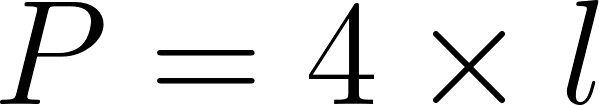 P = 4 × l